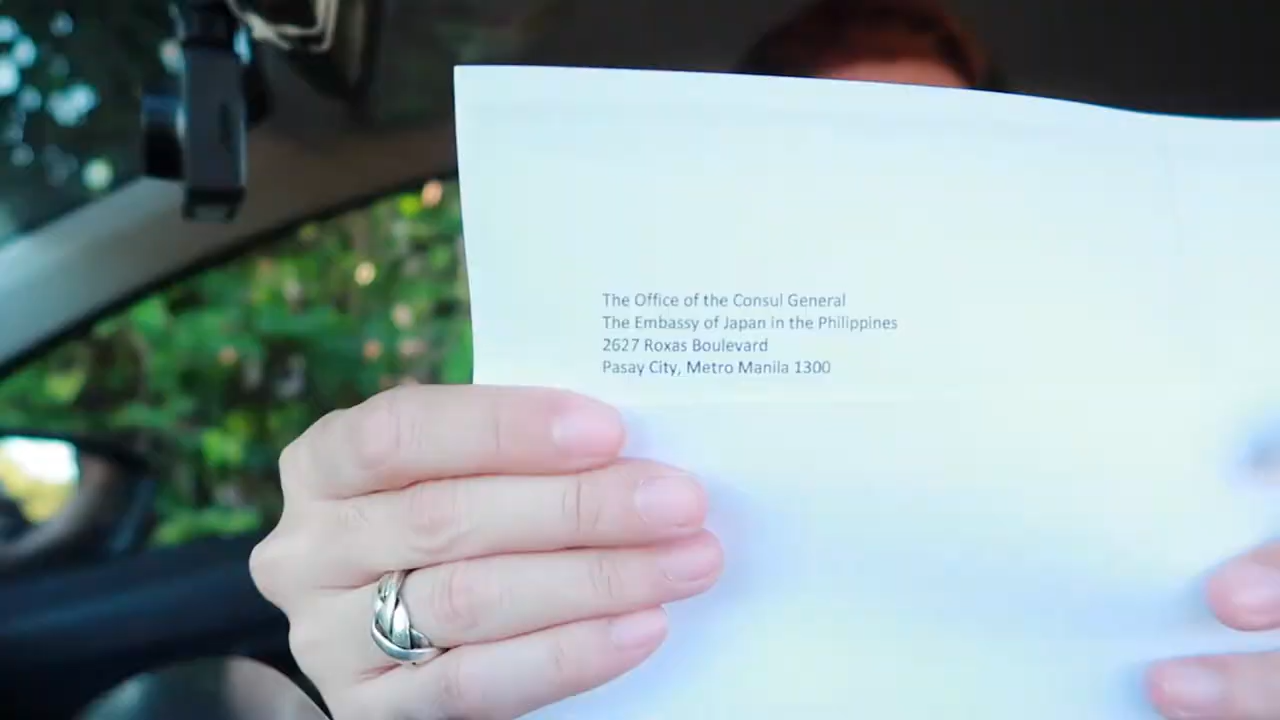 The Office of the Consul General
The Embassy of Japan in the Philippines
2627 Roxas Boulevard
Pasay City, Metro Manila 1300